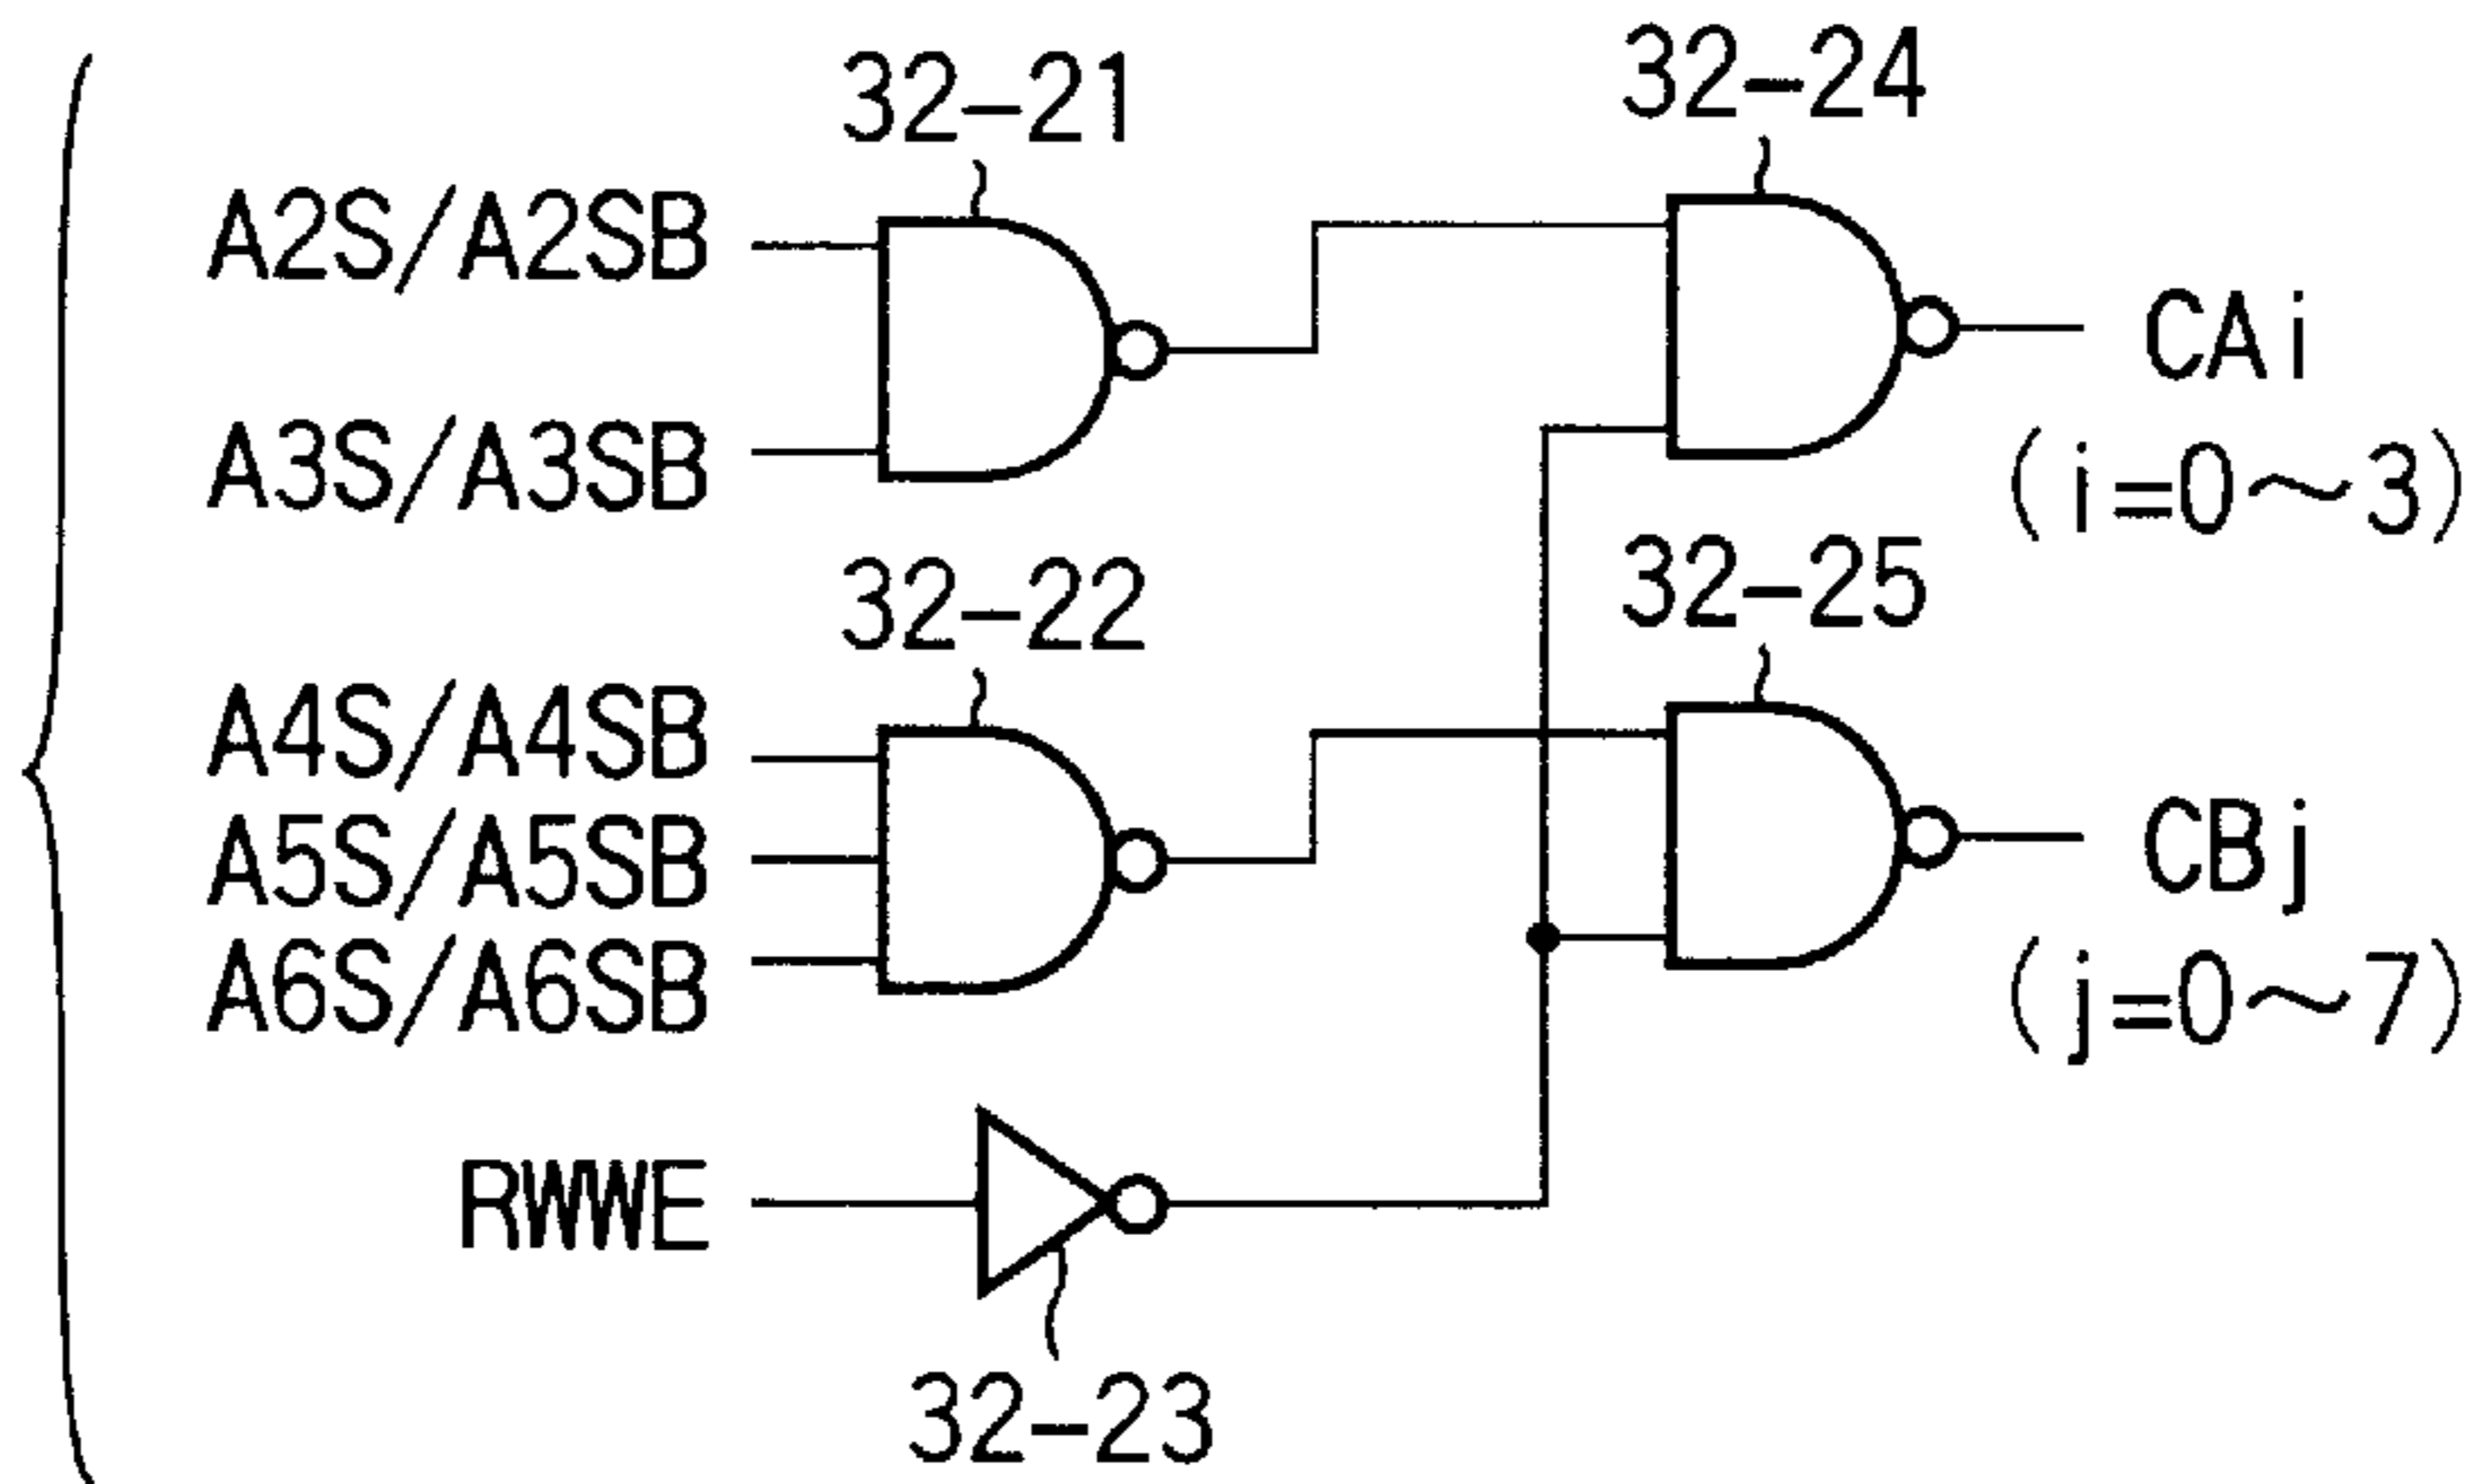 32-21
32-24
A2S/A2SB
CAi
A3S/A3SB
(i=0~3)
32-22
32-25
A4S/A4SB
A5S/A5SB
CBj
A6S/A6SB
(j=0~7)
RWWE
32-23